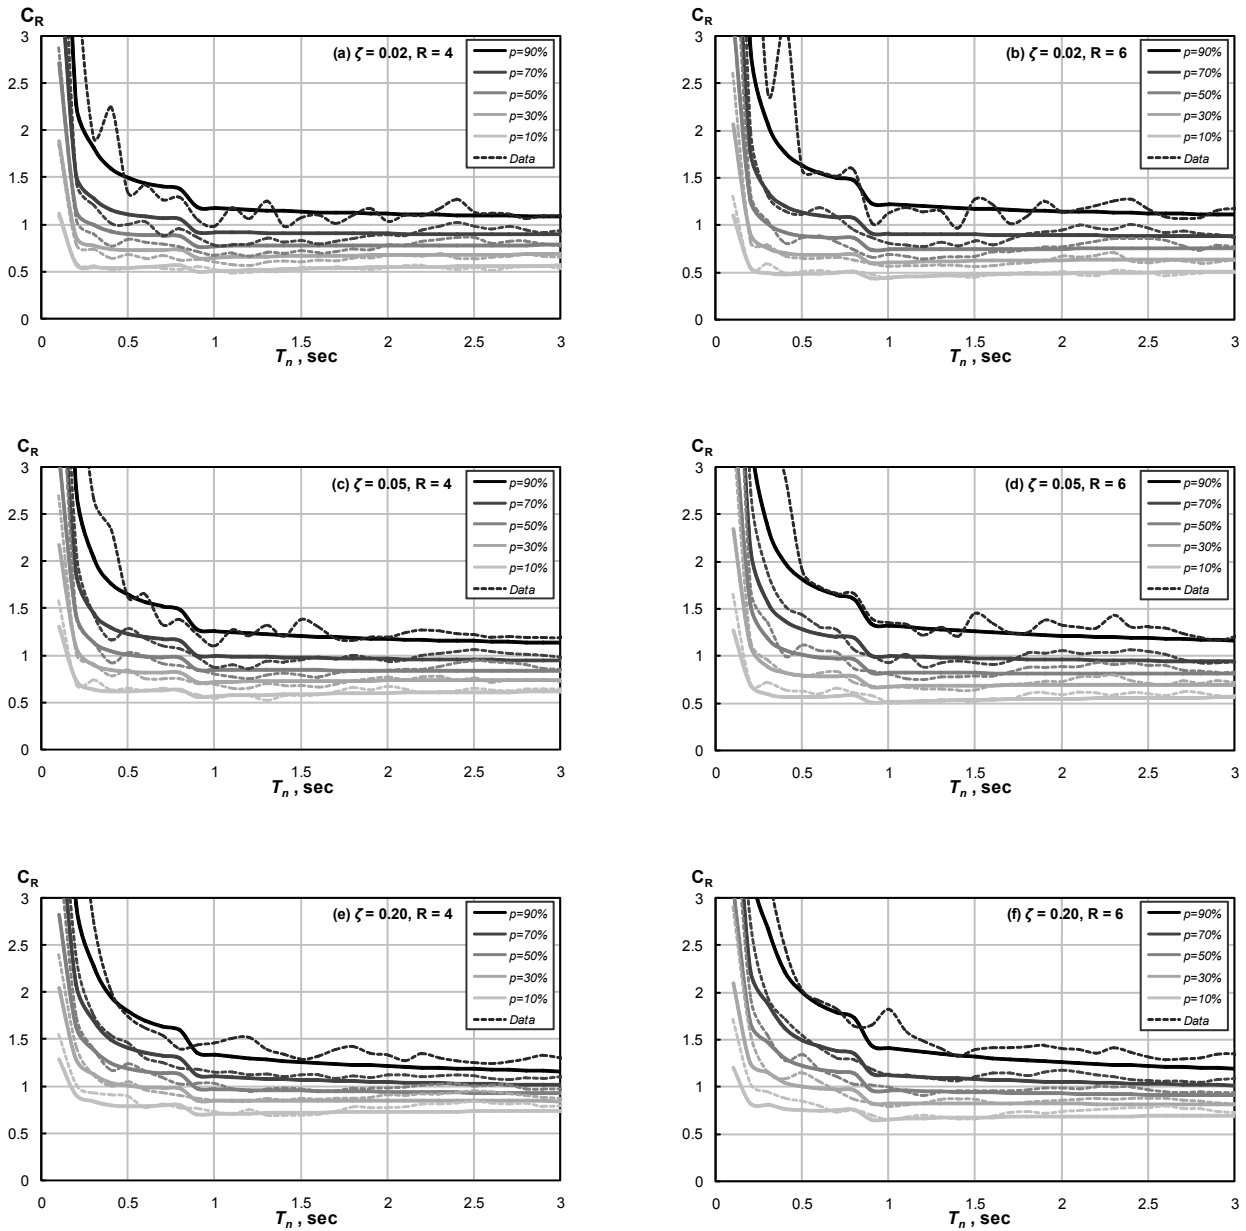 C_R
3
2.5
2
1.5
1
0.5
0
(a) ζ = 0.02, R = 4
p=90%
p=70%
p=50%
p=30%
p=10%
Data
0 0.5 1 1.5 2 2.5 3
T_n , sec
C_R
3
2.5
2
1.5
1
0.5
0
(b) ζ = 0.02, R = 6
p=90%
p=70%
p=50%
p=30%
p=10%
Data
0 0.5 1 1.5 2 2.5 3
T_n , sec
C_R
3
2.5
2
1.5
1
0.5
0
(c) ζ = 0.05, R = 4
p=90%
p=70%
p=50%
p=30%
p=10%
Data
0 0.5 1 1.5 2 2.5 3
T_n , sec
C_R
3
2.5
2
1.5
1
0.5
0
(d) ζ = 0.05, R = 6
p=90%
p=70%
p=50%
p=30%
p=10%
Data
0 0.5 1 1.5 2 2.5 3
T_n , sec
C_R
3
2.5
2
1.5
1
0.5
0
(e) ζ = 0.20, R = 4
p=90%
p=70%
p=50%
p=30%
p=10%
Data
0 0.5 1 1.5 2 2.5 3
T_n , sec
C_R
3
2.5
2
1.5
1
0.5
0
(f) ζ = 0.20, R = 6
p=90%
p=70%
p=50%
p=30%
p=10%
Data
0 0.5 1 1.5 2 2.5 3
T_n , sec